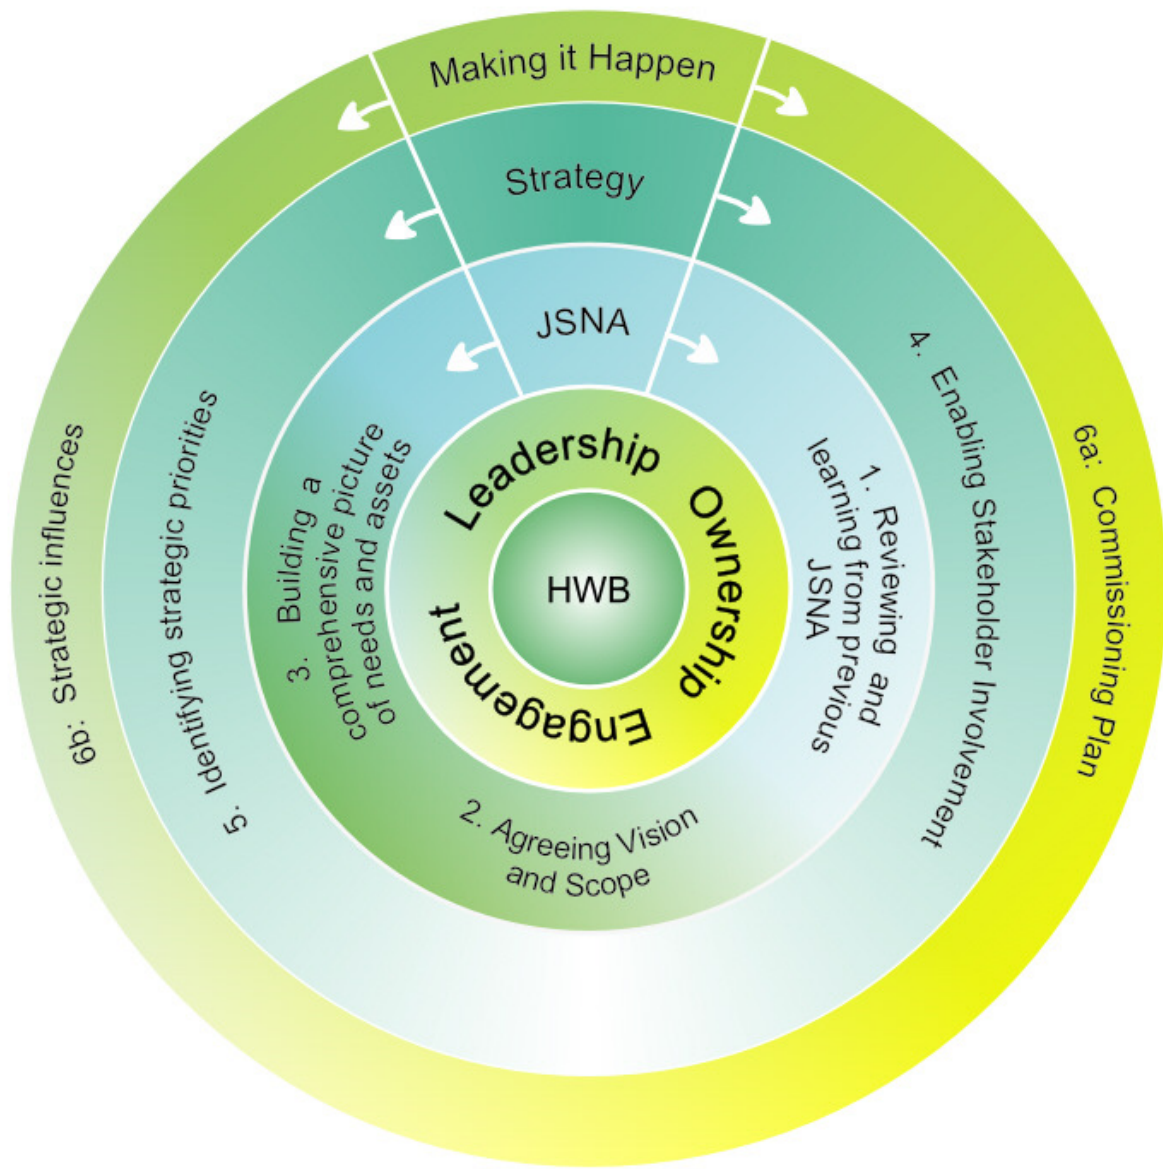 Making it Happen
Strategy
JSNA
Leadership
Ownership
Engagement
HWB
1. Reviewing and
learning from previous
JSNA
2. Agreeing Vision
and Scope
3. Building a
comprehensive picture
of needs and assets
4. Enabling Stakeholder Involvement
5. Identifying strategic priorities
6a: Commissioning Plan
6b: Strategic influences